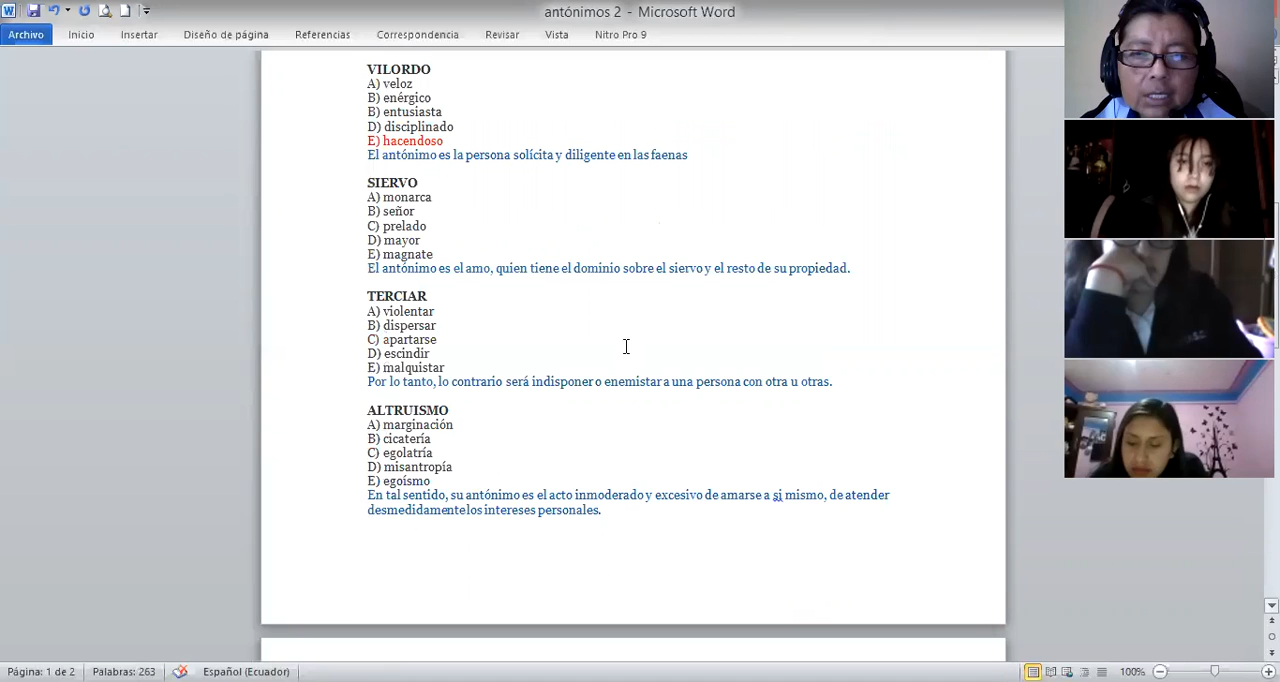 antónimos 2 - Microsoft Word
Archivo Inicio Insertar Diseño de página Referencias Correspondencia Revisar Vista Nitro Pro 9
VILORDO
A) veloz
B) enérgico
B) entusiasta
D) disciplinado
E) hacendoso
El antónimo es la persona solícita y diligente en las faenas
SIERVO
A) monarca
B) señor
C) prelado
D) mayor
E) magnate
El antónimo es el amo, quien tiene el dominio sobre el siervo y el resto de su propiedad.
TERCIAR
A) violentar
B) dispersar
C) apartarse
D) escindir
E) malquistar
Por lo tanto, lo contrario será indisponer o enemistar a una persona con otra u otras.
ALTRUISMO
A) marginación
B) cicatería
C) egolatría
D) misantropía
E) egoísmo
En tal sentido, su antónimo es el acto inmoderado y excesivo de amarse a si mismo, de atender
desmedidamente los intereses personales.
Página: 1 de 2 Palabras: 263 Español (Ecuador) 100%